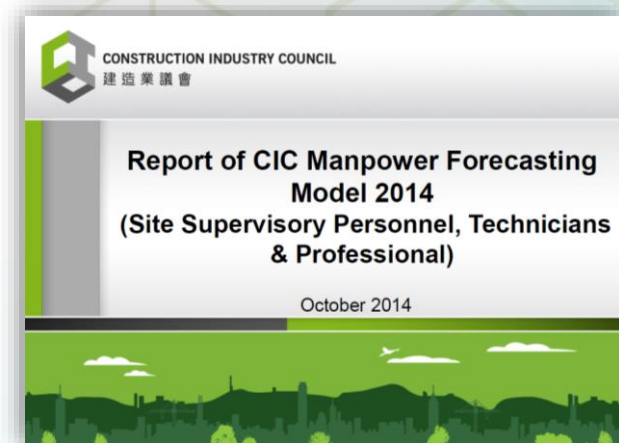 CONSTRUCTION INDUSTRY COUNCIL
建造業議會
Report of CIC Manpower Forecasting
Model 2014
(Site Supervisory Personnel, Technicians
& Professional)
October 2014